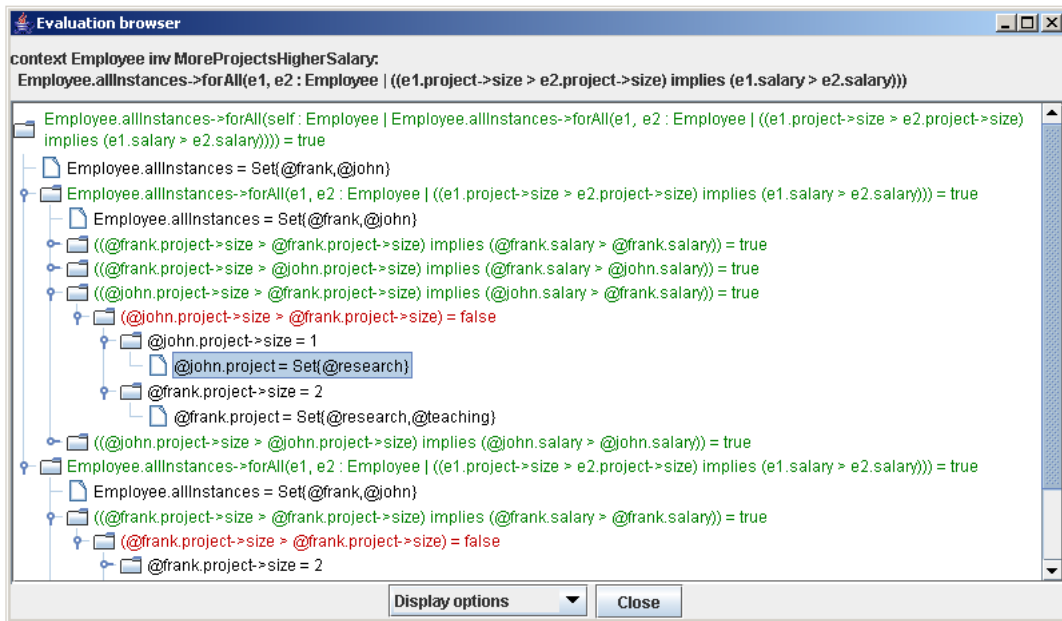 Evaluation browser
context Employee inv MoreProjectsHigherSalary:
Employee.allInstances->forAll(e1, e2 : Employee | ((e1.project->size > e2.project->size) implies (e1.salary > e2.salary)))
Employee.allInstances->forAll(self : Employee | Employee.allInstances->forAll(e1, e2 : Employee | ((e1.project->size > e2.project->size)
implies (e1.salary > e2.salary)))) = true
Employee.allInstances = Set{@frank,@john}
Employee.allInstances->forAll(e1, e2 : Employee | ((e1.project->size > e2.project->size) implies (e1.salary > e2.salary))) = true
Employee.allInstances = Set{@frank,@john}
((@frank.project->size > @frank.project->size) implies (@frank.salary > @frank.salary)) = true
((@frank.project->size > @john.project->size) implies (@frank.salary > @john.salary)) = true
((@john.project->size > @frank.project->size) implies (@john.salary > @frank.salary)) = true
(@john.project->size > @frank.project->size) = false
@john.project->size = 1
@john.project = Set{@research}
@frank.project->size = 2
@frank.project = Set{@research,@teaching}
((@john.project->size > @john.project->size) implies (@john.salary > @john.salary)) = true
Employee.allInstances->forAll(e1, e2 : Employee | ((e1.project->size > e2.project->size) implies (e1.salary > e2.salary))) = true
Employee.allInstances = Set{@frank,@john}
((@frank.project->size > @frank.project->size) implies (@frank.salary > @frank.salary)) = true
(@frank.project->size > @frank.project->size) = false
@frank.project->size = 2
Display options
Close